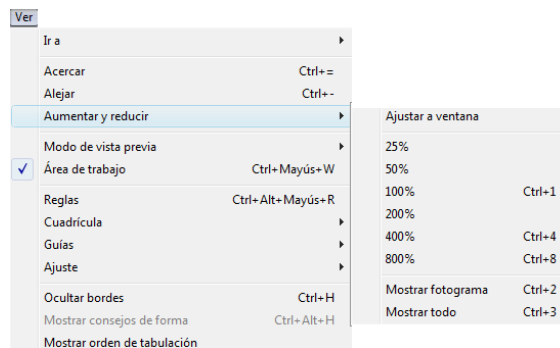 Ver
Ir a
Acercar Ctrl+=
Alejar Ctrl+-
Aumentar y reducir
Modo de vista previa
Área de trabajo Ctrl+Mayús+W
Reglas Ctrl+Alt+Mayús+R
Cuadrícula
Guías
Ajuste
Ocultar bordes Ctrl+H
Mostrar consejos de forma Ctrl+Alt+H
Mostrar orden de tabulación
Ajustar a ventana
25%
50%
100% Ctrl+1
200%
400% Ctrl+4
800% Ctrl+8
Mostrar fotograma Ctrl+2
Mostrar todo Ctrl+3